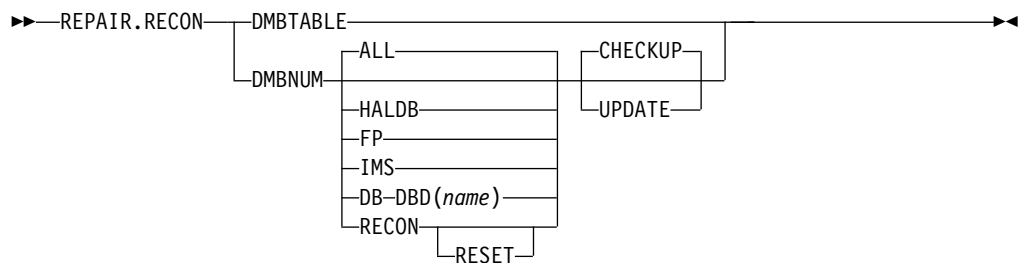 REPAIR.RECON DMBTABLE
ALL CHECKUP
DMBNUM
HALDB UPDATE
FP
IMS
DB DBD(name)
RECON
RESET